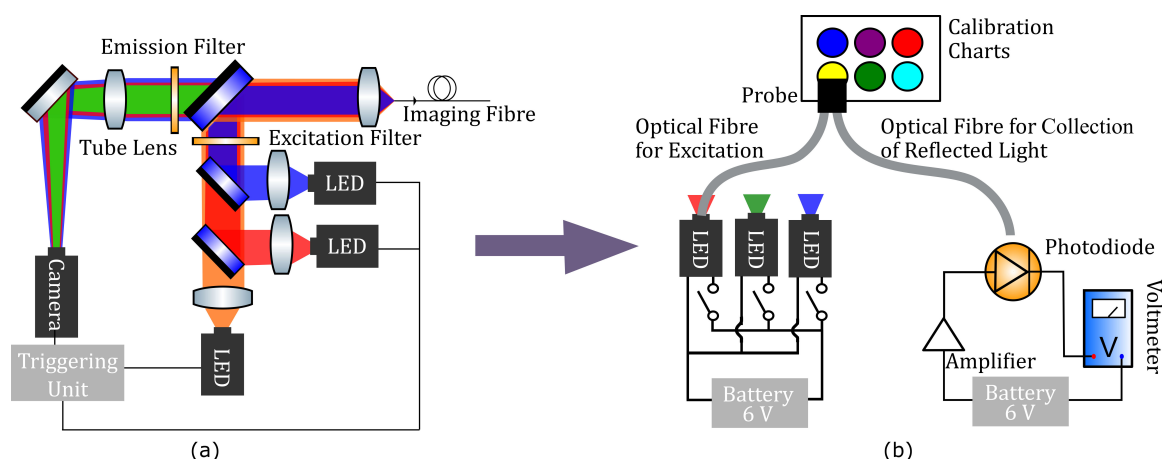 Emission Filter
Imaging Fibre
Tube Lens
Excitation Filter
LED
LED
LED
Camera
Triggering
Unit
(a)
Calibration
Charts
Probe
Optical Fibre
for Excitation
Optical Fibre for Collection
of Reflected Light
LED
LED
LED
Photodiode
Voltmeter
V
Amplifier
Battery
6 V
Battery
6 V
(b)